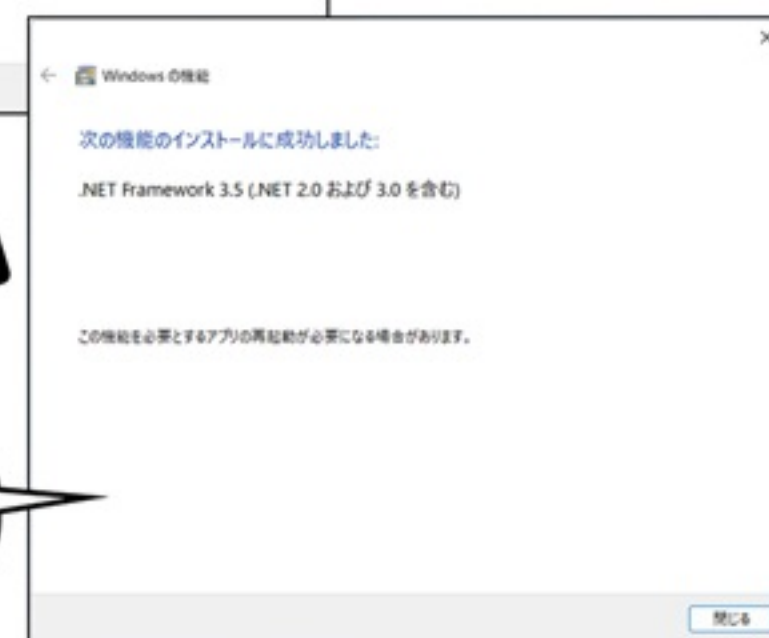 Windows の機能
次の機能のインストールに成功しました:
.NET Framework 3.5 (.NET 2.0 および 3.0 を含む)
この機能を必要とするアプリの再起動が必要になる場合があります。
閉じる